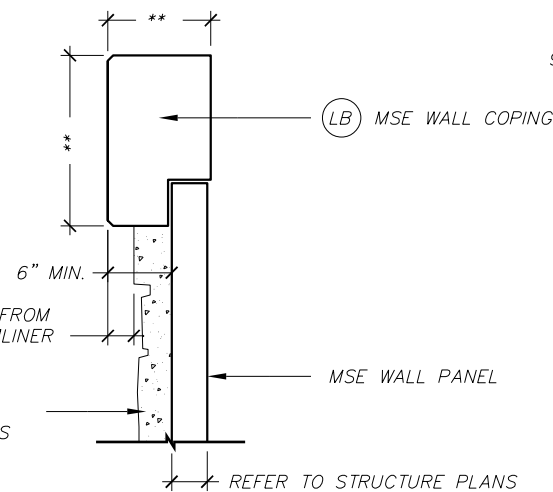 **
S
LB MSE WALL COPING
**
6" MIN.
FROM
LINER
MSE WALL PANEL
S
REFER TO STRUCTURE PLANS